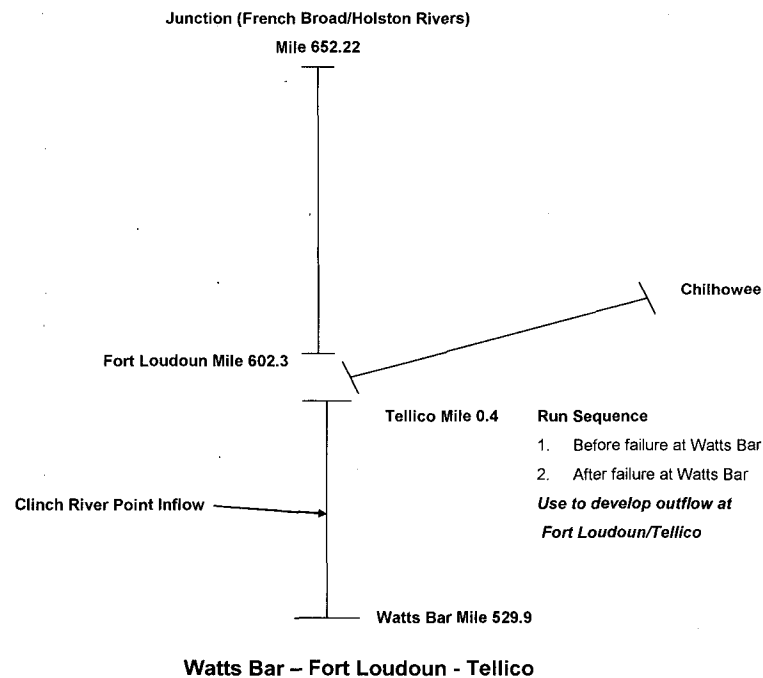 Junction (French Broad/Holston Rivers)
Mile 652.22
Chilhowee
Fort Loudoun Mile 602.3
Tellico Mile 0.4
Run Sequence
1. Before failure at Watts Bar
2. After failure at Watts Bar
Use to develop outflow at
Fort Loudoun/Tellico
Clinch River Point Inflow
Watts Bar Mile 529.9
Watts Bar – Fort Loudoun - Tellico